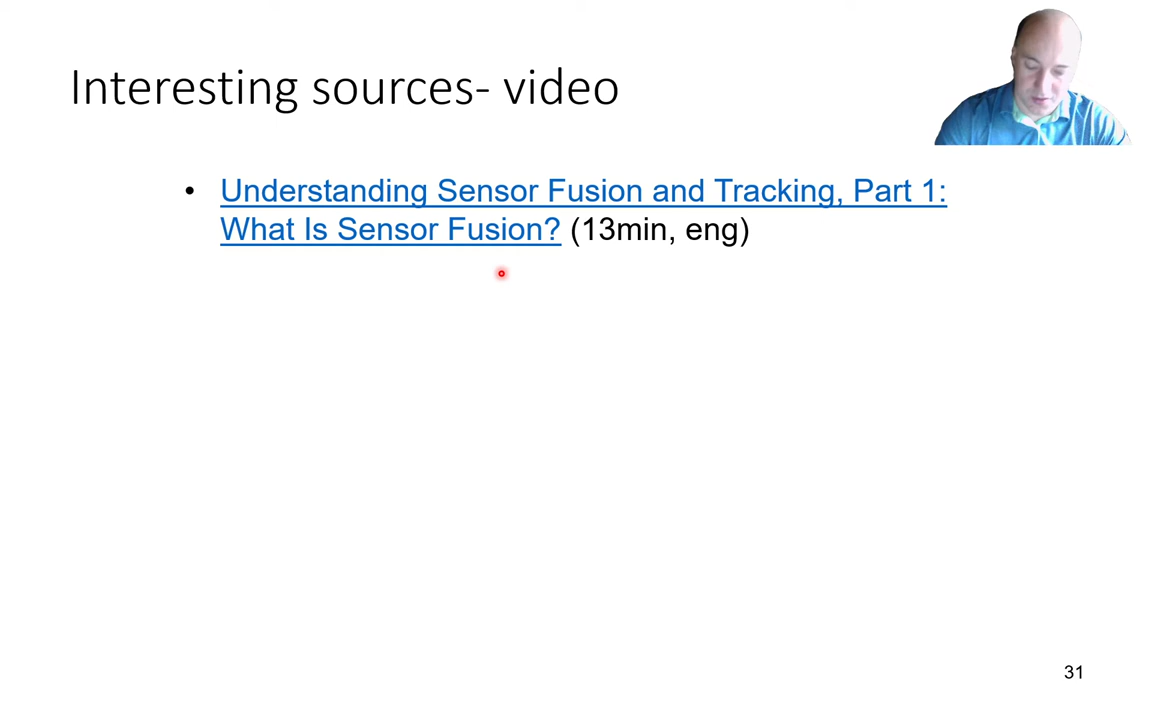 Interesting sources- video
• Understanding Sensor Fusion and Tracking, Part 1:
What Is Sensor Fusion? (13min, eng)
31